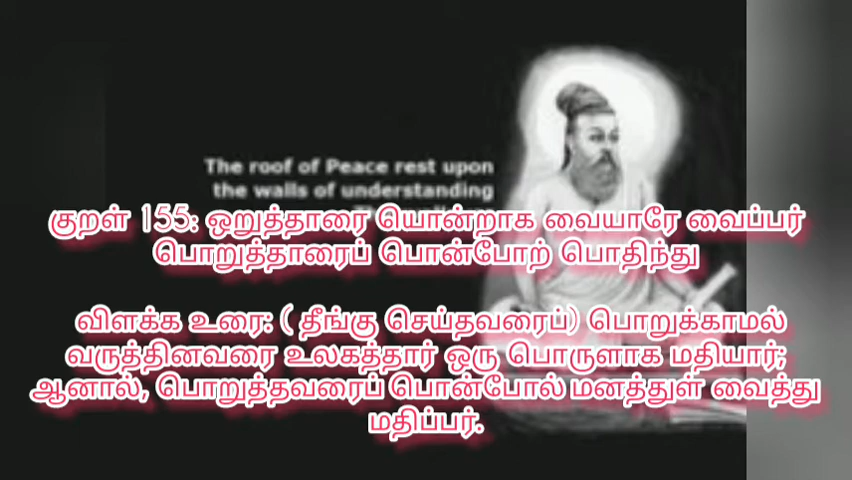 The roof of Peace rest upon
the walls of understanding
குறள் 155: ஒறுத்தாரை யொன்றாக வையாரே வைப்பர்
பொறுத்தாரைப் பொன்போற் பொதிந்து
விளக்க உரை: ( தீங்கு செய்தவரைப்) பொறுக்காமல்
வருத்தினவரை உலகத்தார் ஒரு பொருளாக மதியார்;
ஆனால், பொறுத்தவரைப் பொன்போல் மனத்துள் வைத்து
மதிப்பர்.